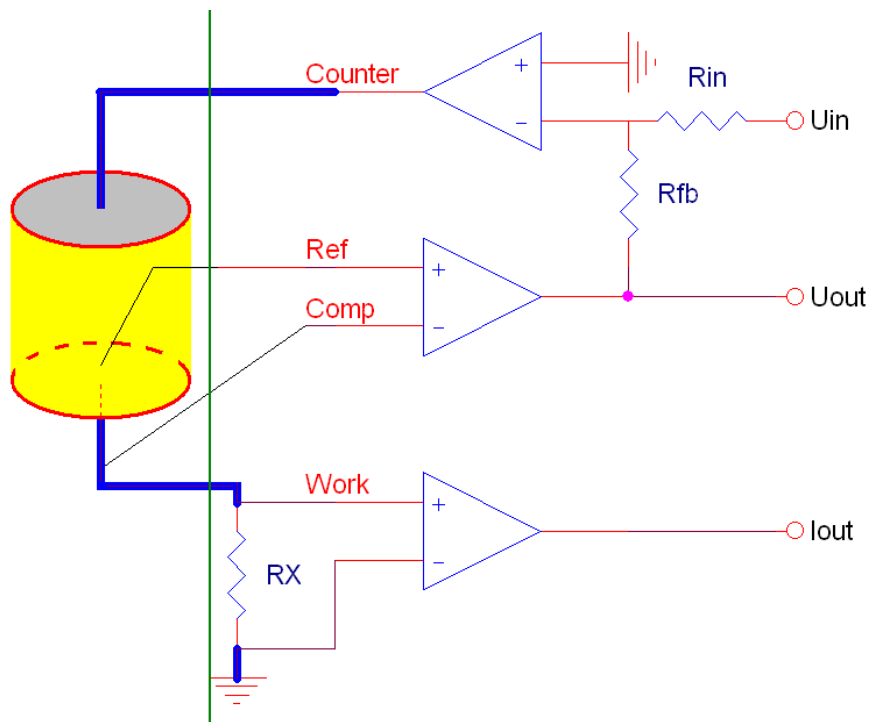 Counter
+
−
Rin
Uin
Rfb
Ref
Comp
+
−
Uout
Work
+
−
RX
Iout